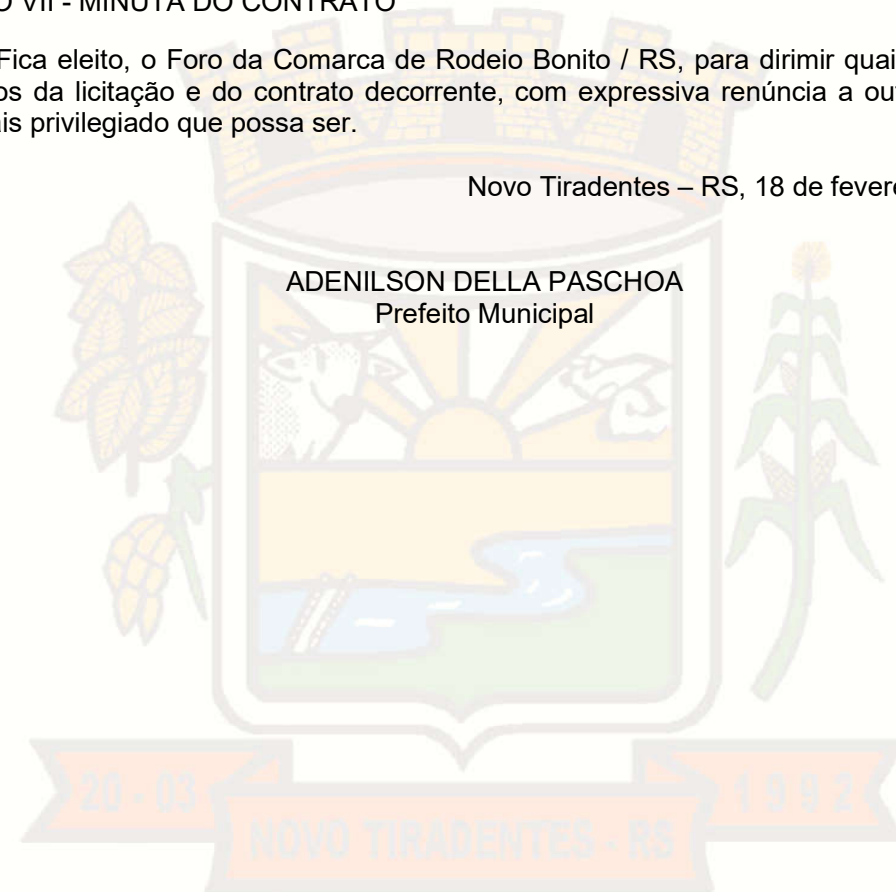 O VII - MINUTA DO CONTRATO
Fica eleito, o Foro da Comarca de Rodeio Bonito / RS, para dirimir quai
os da licitação e do contrato decorrente, com expressiva renúncia a ou
is privilegiado que possa ser.
Novo Tiradentes – RS, 18 de fever
ADENILSON DELLA PASCHOA
Prefeito Municipal
20 - 03
1992
NOVO TIRADENTES - RS